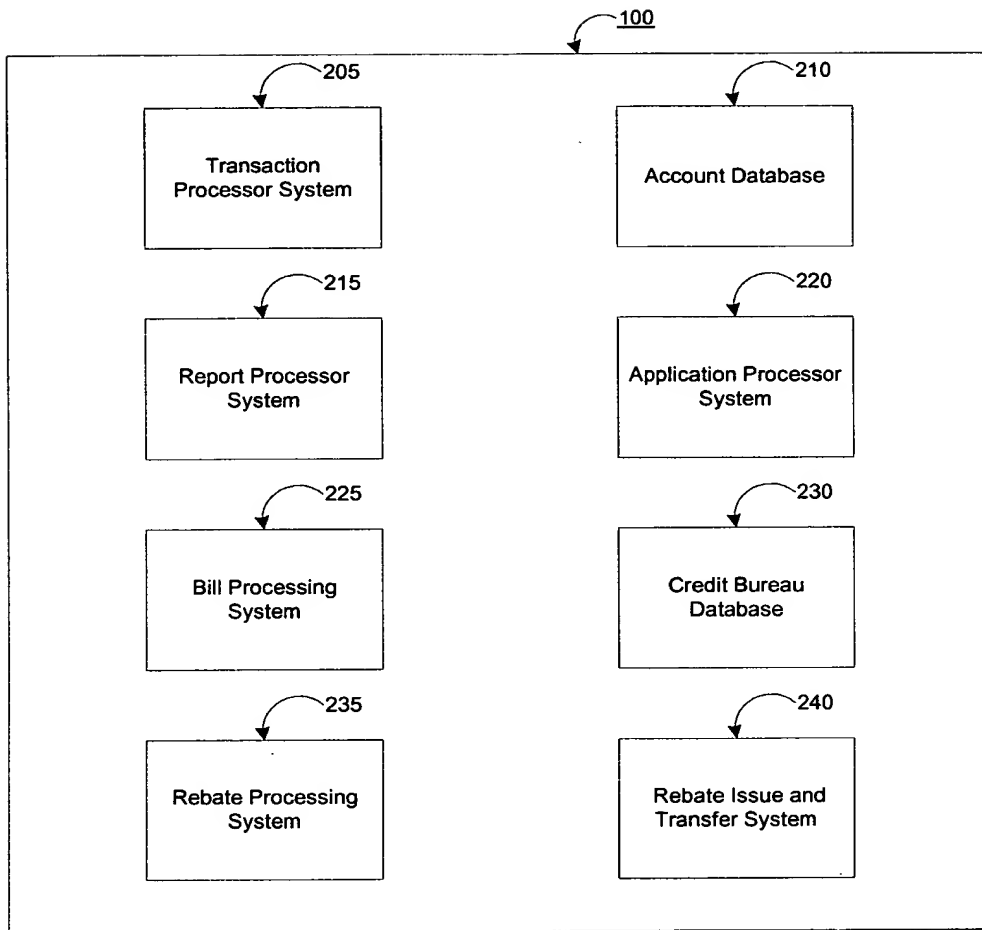 100
205
210
Transaction
Processor System
Account Database
215
220
Report Processor
System
Application Processor
System
225
230
Bill Processing
System
Credit Bureau
Database
235
240
Rebate Processing
System
Rebate Issue and
Transfer System